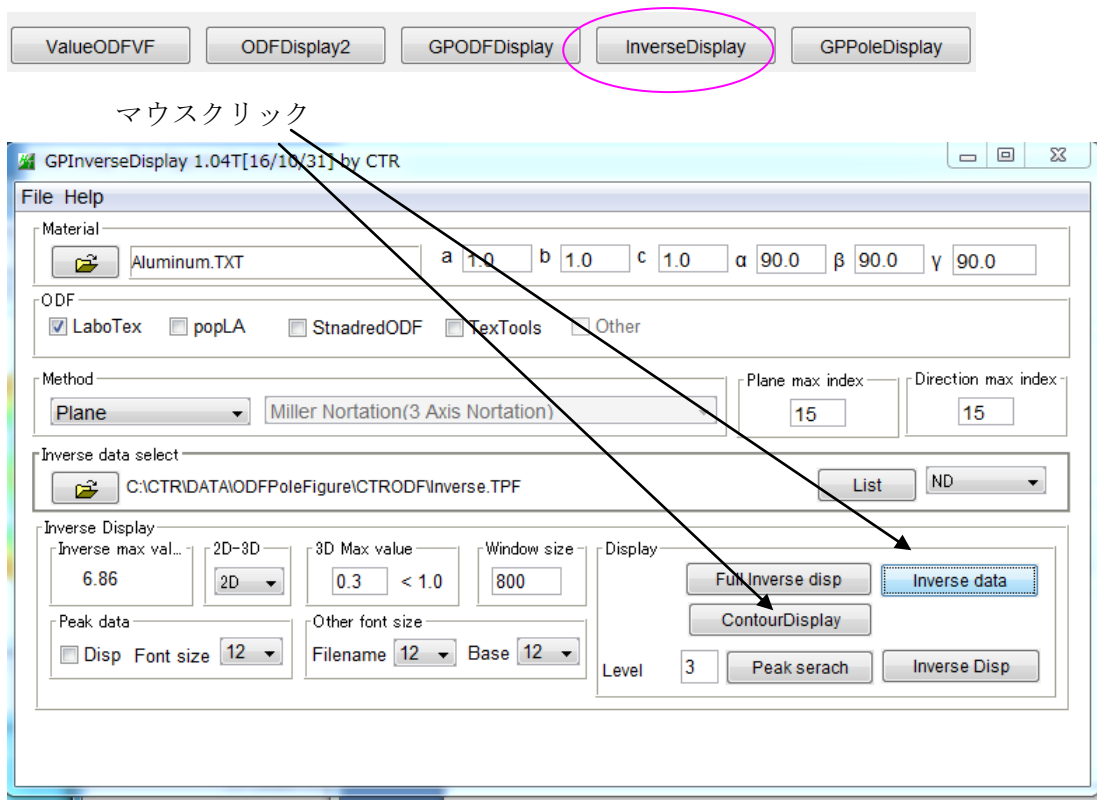 ValueODFVF ODFDisplay2 GPODFDisplay InverseDisplay GPPoleDisplay
マウスクリック
GPInverseDisplay 1.04T[16/10/31] by CTR
File Help
Material
Aluminum.TXT a 1.0 b 1.0 c 1.0 α 90.0 β 90.0 γ 90.0
ODF
LaboTex popLA StnadredODF TexTools Other
Method Plane max index Direction max index
Plane Miller Nortation(3 Axis Nortation) 15 15
Inverse data select
C:\CTR\DATA\ODFPoleFigure\CTRODF\Inverse.TPF List ND
Inverse Display
Inverse max val... 2D-3D 3D Max value Window size Display
6.86 2D 0.3 < 1.0 800 Full Inverse disp Inverse data
ContourDisplay
Peak data Other font size
Disp Font size 12 Filename 12 Base 12 Level 3 Peak serach Inverse Disp